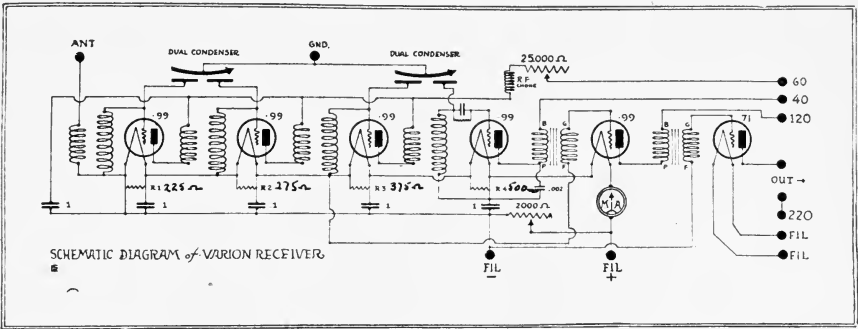 ANT
DUAL CONDENSER
GND.
DUAL CONDENSER
25.000 Ω
R F
CHOKE
60
40
120
.99
.99
.99
.99
.99
71
B
G
P
F
B
G
P
F
R1 225 Ω
R2 275 Ω
R3 375 Ω
R4 500 Ω
.002
1
1
1
1
1
2000 Ω
MA
OUT →
220
FIL
FIL
FIL
−
FIL
+
SCHEMATIC DIAGRAM of VARION RECEIVER